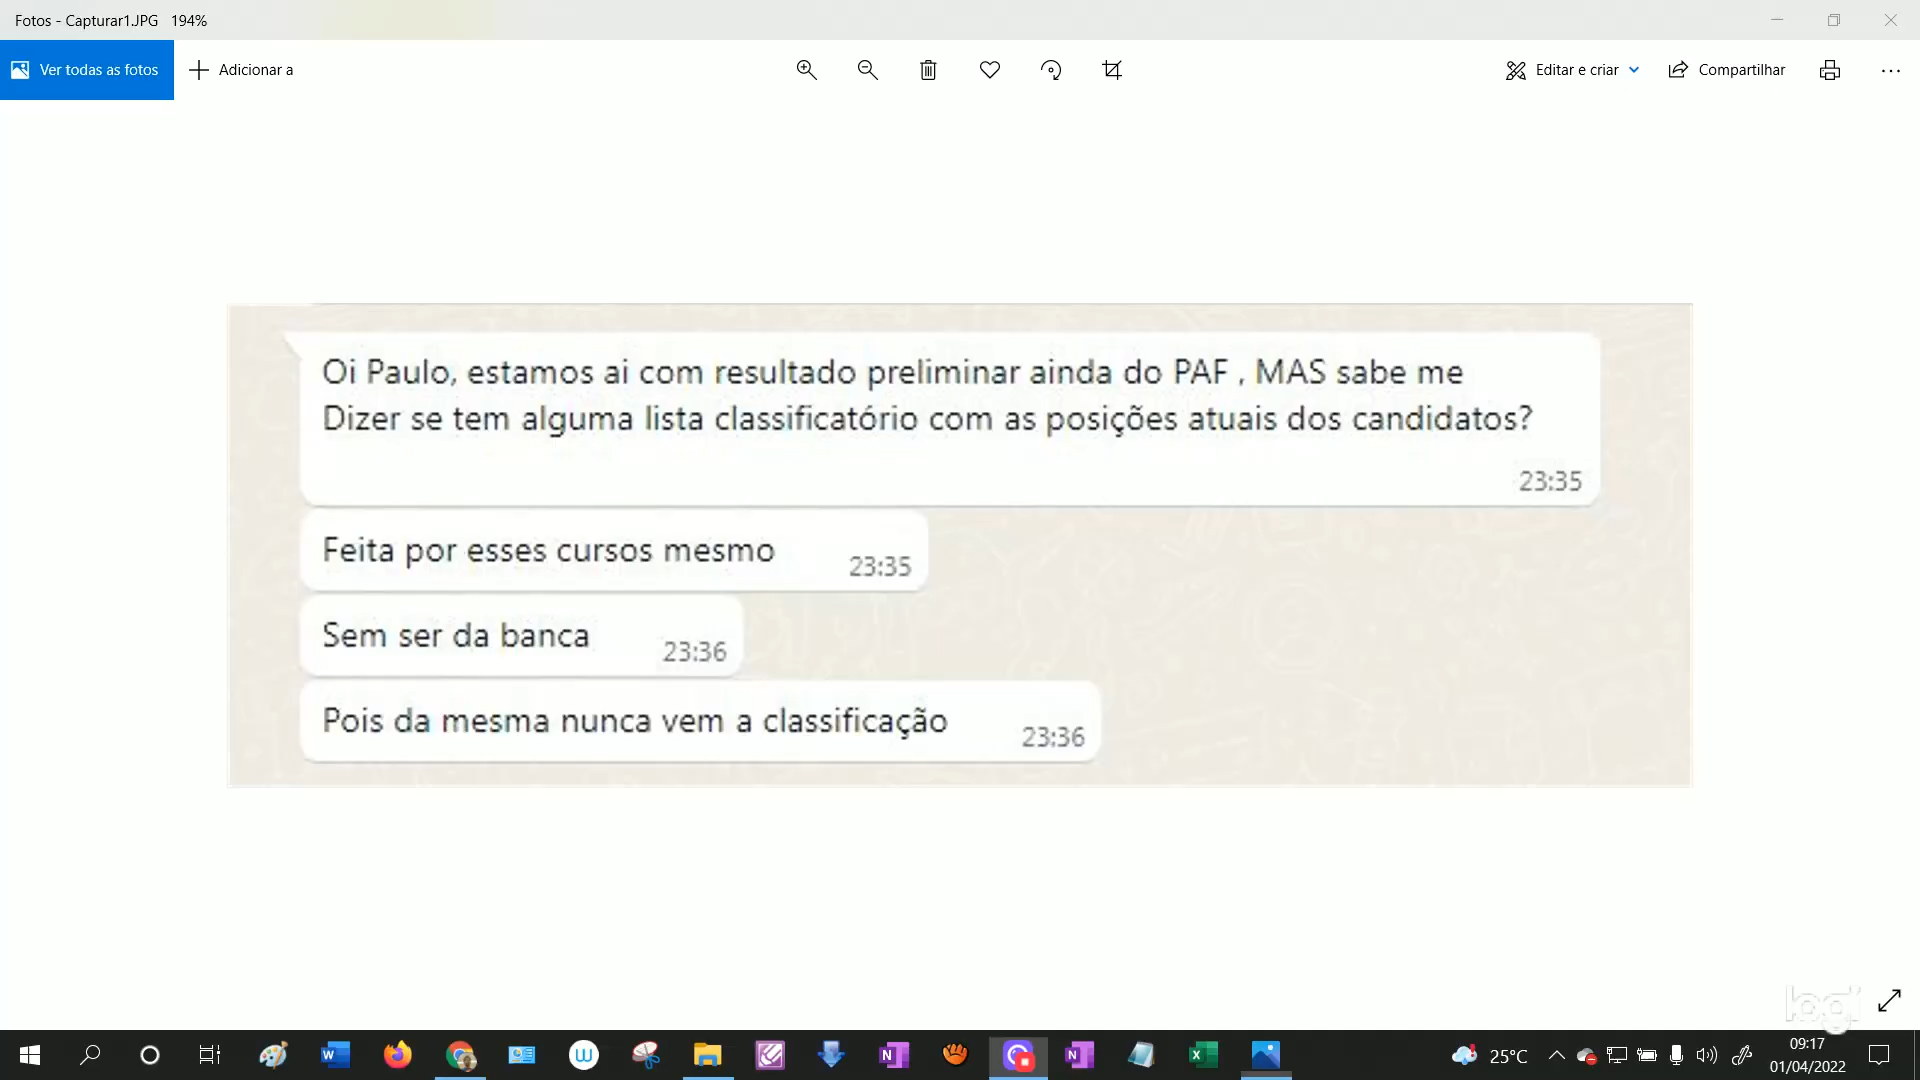 Fotos - Capturar1.JPG 194%
Ver todas as fotos
Adicionar a
Editar e criar
Compartilhar
Oi Paulo, estamos ai com resultado preliminar ainda do PAF , MAS sabe me
Dizer se tem alguma lista classificatório com as posições atuais dos candidatos?
23:35
Feita por esses cursos mesmo 23:35
Sem ser da banca 23:36
Pois da mesma nunca vem a classificação 23:36
logi
25°C
09:17
01/04/2022